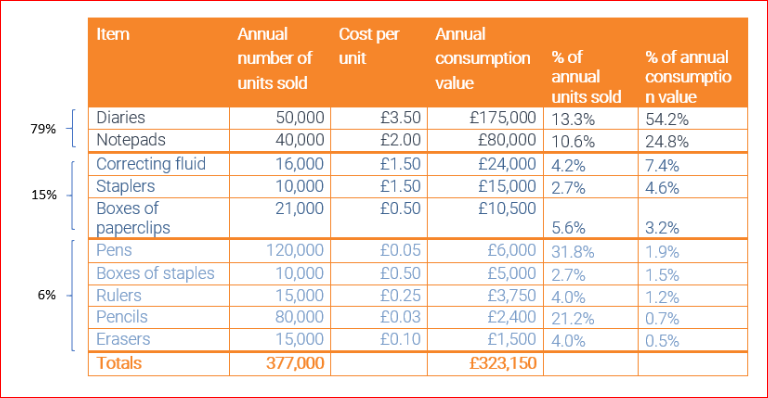 Item Annual number of units sold Cost per unit Annual consumption value % of annual units sold % of annual consumptio n value
79%
Diaries 50,000 £3.50 £175,000 13.3% 54.2%
Notepads 40,000 £2.00 £80,000 10.6% 24.8%
15%
Correcting fluid 16,000 £1.50 £24,000 4.2% 7.4%
Staplers 10,000 £1.50 £15,000 2.7% 4.6%
Boxes of paperclips 21,000 £0.50 £10,500 5.6% 3.2%
6%
Pens 120,000 £0.05 £6,000 31.8% 1.9%
Boxes of staples 10,000 £0.50 £5,000 2.7% 1.5%
Rulers 15,000 £0.25 £3,750 4.0% 1.2%
Pencils 80,000 £0.03 £2,400 21.2% 0.7%
Erasers 15,000 £0.10 £1,500 4.0% 0.5%
Totals 377,000 £323,150